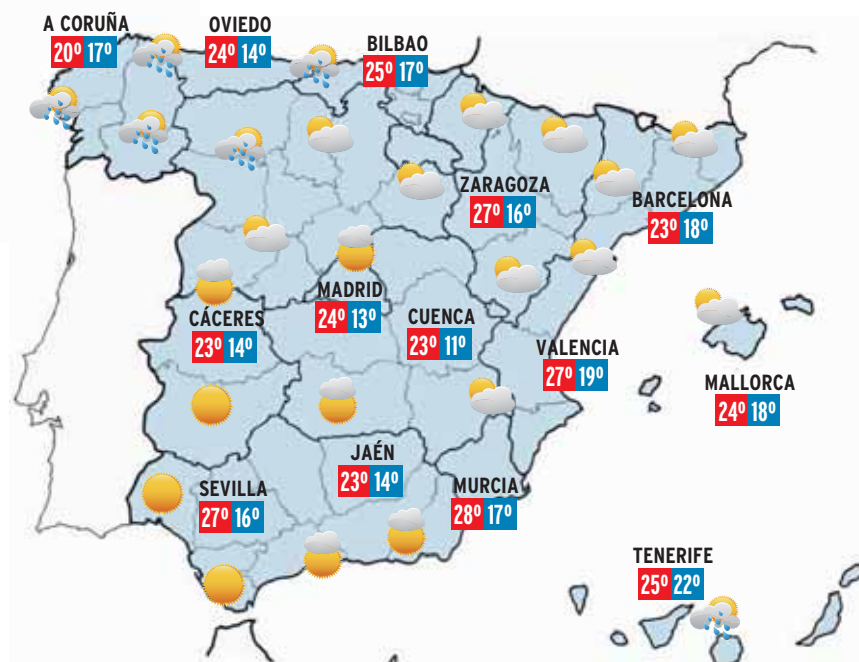 A CORUÑA
20º 17º
OVIEDO
24º 14º
BILBAO
25º 17º
ZARAGOZA
27º 16º
BARCELONA
23º 18º
MADRID
24º 13º
CÁCERES
23º 14º
CUENCA
23º 11º
VALENCIA
27º 19º
MALLORCA
24º 18º
JAÉN
23º 14º
SEVILLA
27º 16º
MURCIA
28º 17º
TENERIFE
25º 22º